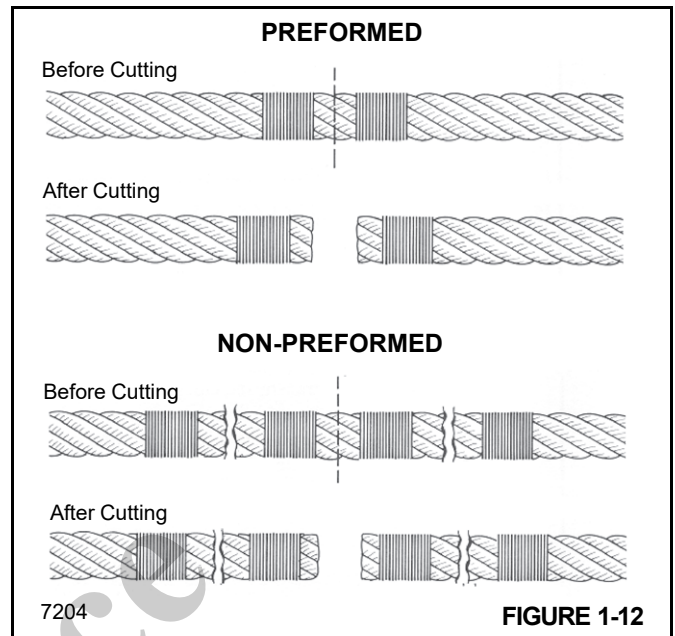 PREFORMED
Before Cutting
After Cutting
NON-PREFORMED
Before Cutting
After Cutting
7204
FIGURE 1-12